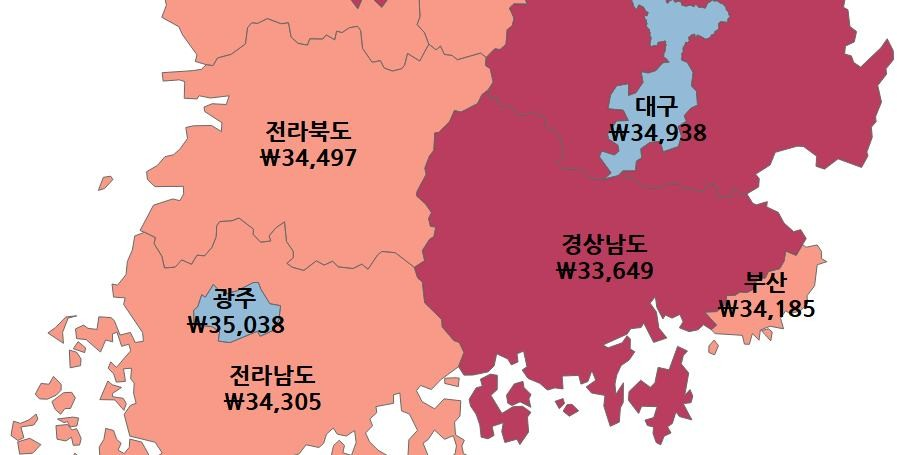 대구
₩34,938
전라북도
₩34,497
경상남도
₩33,649
부산
₩34,185
광주
₩35,038
전라남도
₩34,305